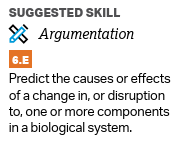 SUGGESTED SKILL
Argumentation
6.E
Predict the causes or effects
of a change in, or disruption
to, one or more components
in a biological system.